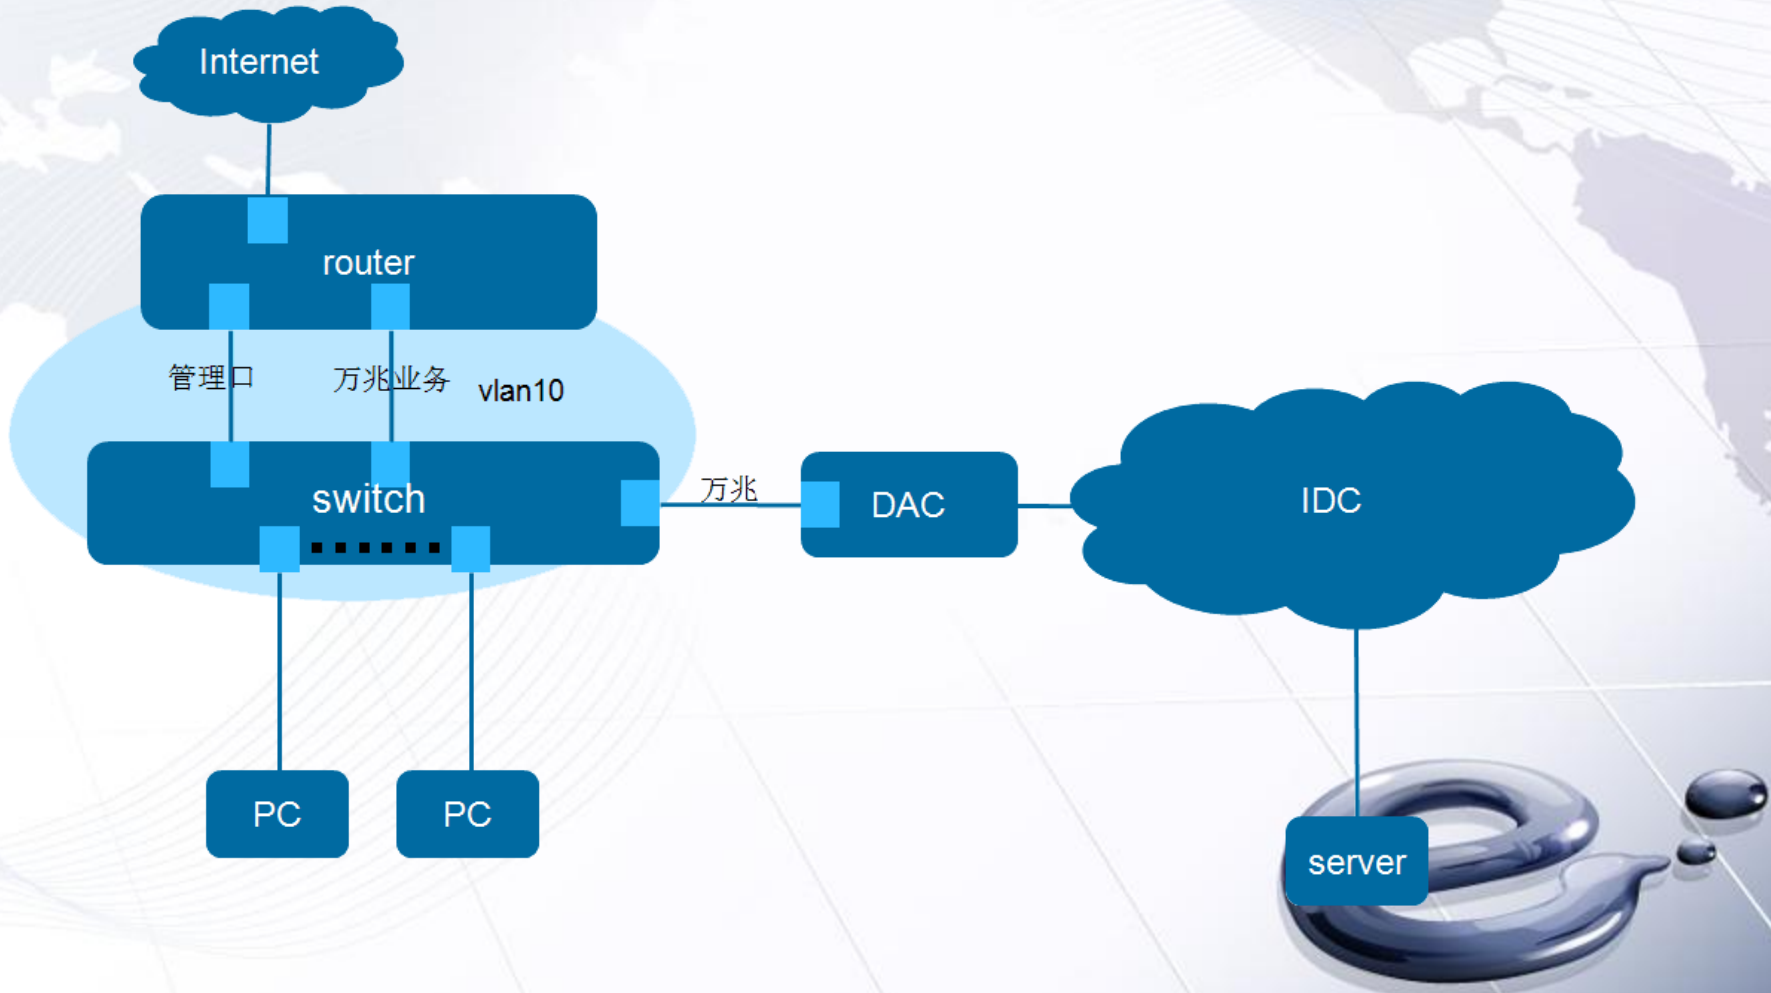 Internet
router
管理口
万兆业务
vlan10
switch
万兆
DAC
IDC
PC
PC
server